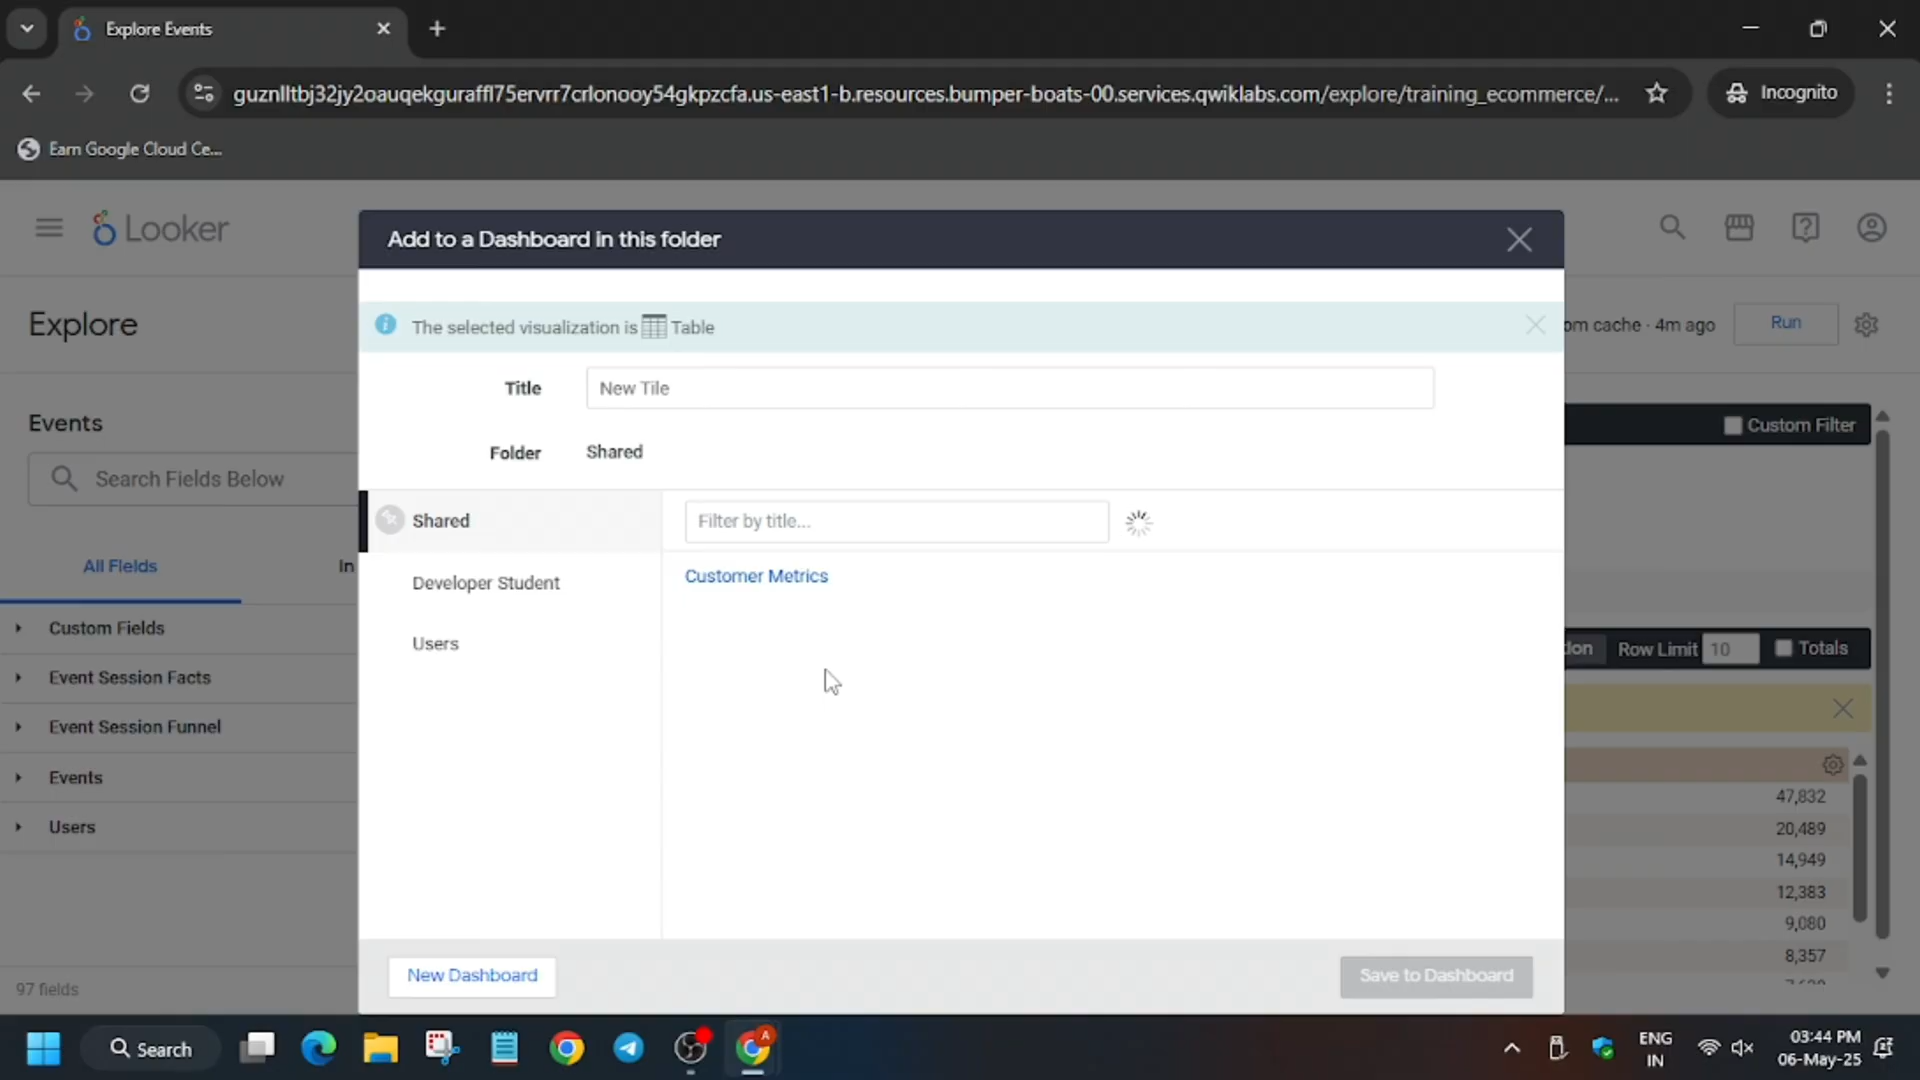 Explore Events
guznlltbj32jy2oauqekguraffl75ervrr7crlonooy54gkpzcfa.us-east1-b.resources.bumper-boats-00.services.qwiklabs.com/explore/training_ecommerce/...
Incognito
Earn Google Cloud Ce...
Looker
Add to a Dashboard in this folder
The selected visualization is Table
Explore
om cache · 4m ago
Run
Title
New Tile
Events
Custom Filter
Folder
Shared
Search Fields Below
Shared
Filter by title...
All Fields
In
Developer Student
Customer Metrics
Custom Fields
Users
ion
Row Limit
10
Totals
Event Session Facts
Event Session Funnel
Events
47,832
Users
20,489
14,949
12,383
9,080
8,357
New Dashboard
Save to Dashboard
97 fields
Search
A
ENG
IN
03:44 PM
06-May-25